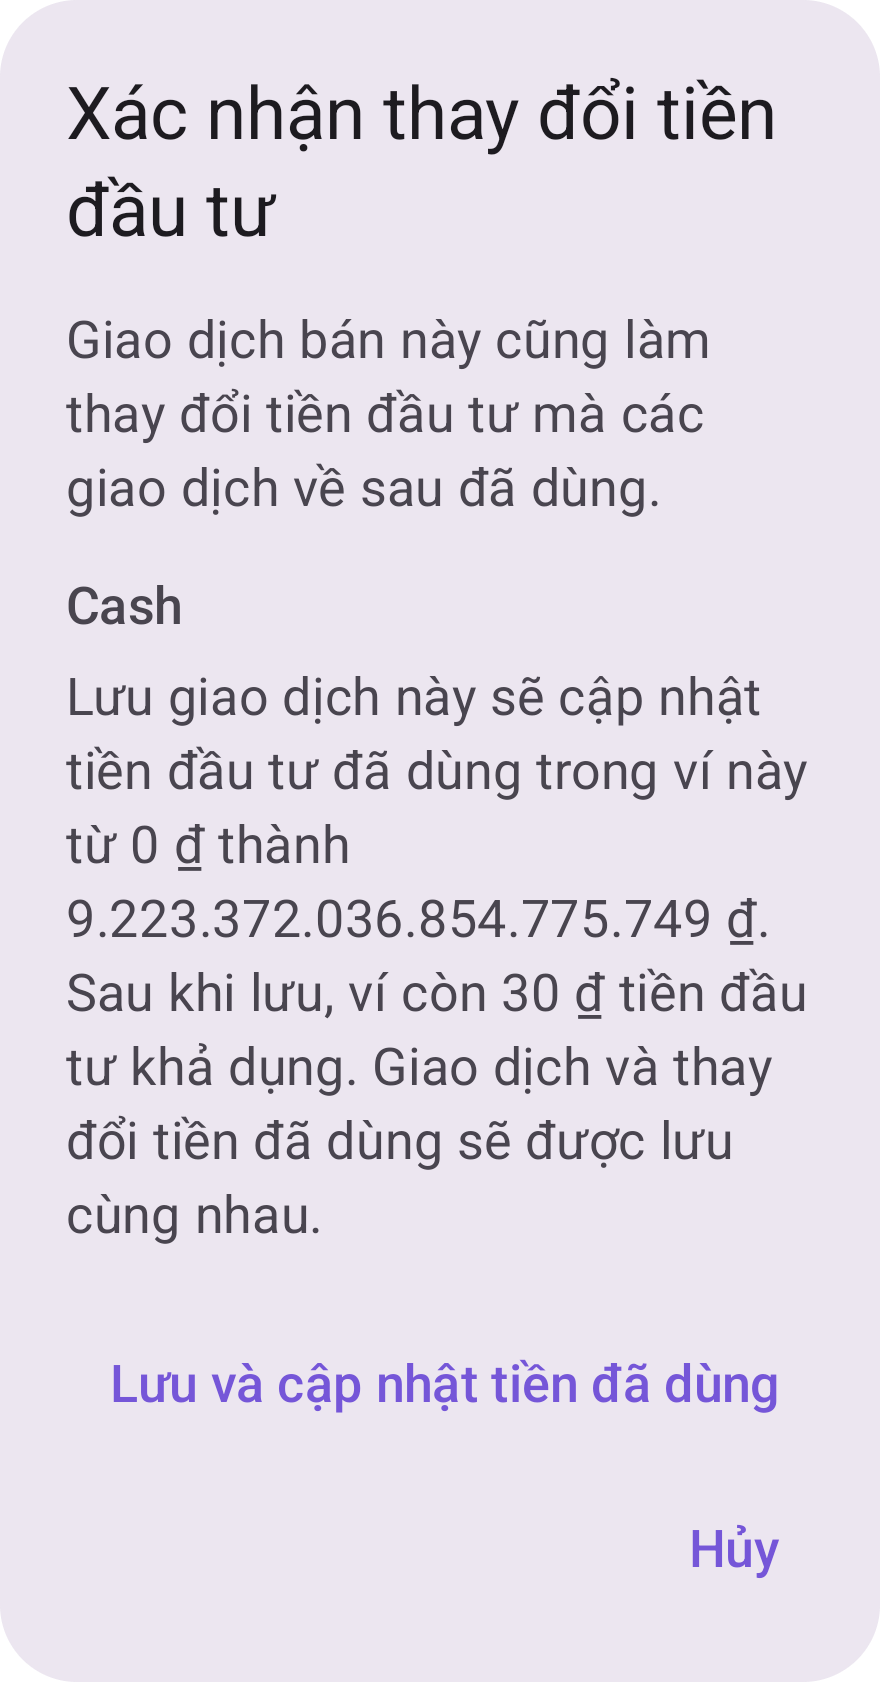 Xác nhận thay đổi tiền
đầu tư
Giao dịch bán này cũng làm
thay đổi tiền đầu tư mà các
giao dịch về sau đã dùng.
Cash
Lưu giao dịch này sẽ cập nhật
tiền đầu tư đã dùng trong ví này
từ 0 ₫ thành
9.223.372.036.854.775.749 ₫.
Sau khi lưu, ví còn 30 ₫ tiền đầu
tư khả dụng. Giao dịch và thay
đổi tiền đã dùng sẽ được lưu
cùng nhau.
Lưu và cập nhật tiền đã dùng
Hủy